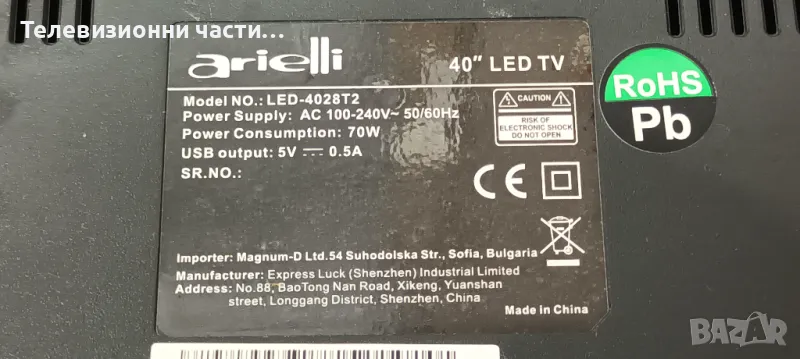 Телевизионни части...
arielli
40" LED TV
Model NO.: LED-4028T2
Power Supply: AC 100-240V~ 50/60Hz
Power Consumption: 70W
USB output: 5V 0.5A
SR.NO.:
CAUTION
RISK OF
ELECTRONIC SHOCK
DO NOT OPEN
CE
RoHS
Pb
Importer: Magnum-D Ltd.54 Suhodolska Str., Sofia, Bulgaria
Manufacturer: Express Luck (Shenzhen) Industrial Limited
Address: No.88, BaoTong Nan Road, Xikeng, Yuanshan
street, Longgang District, Shenzhen, China
Made in China
bazar